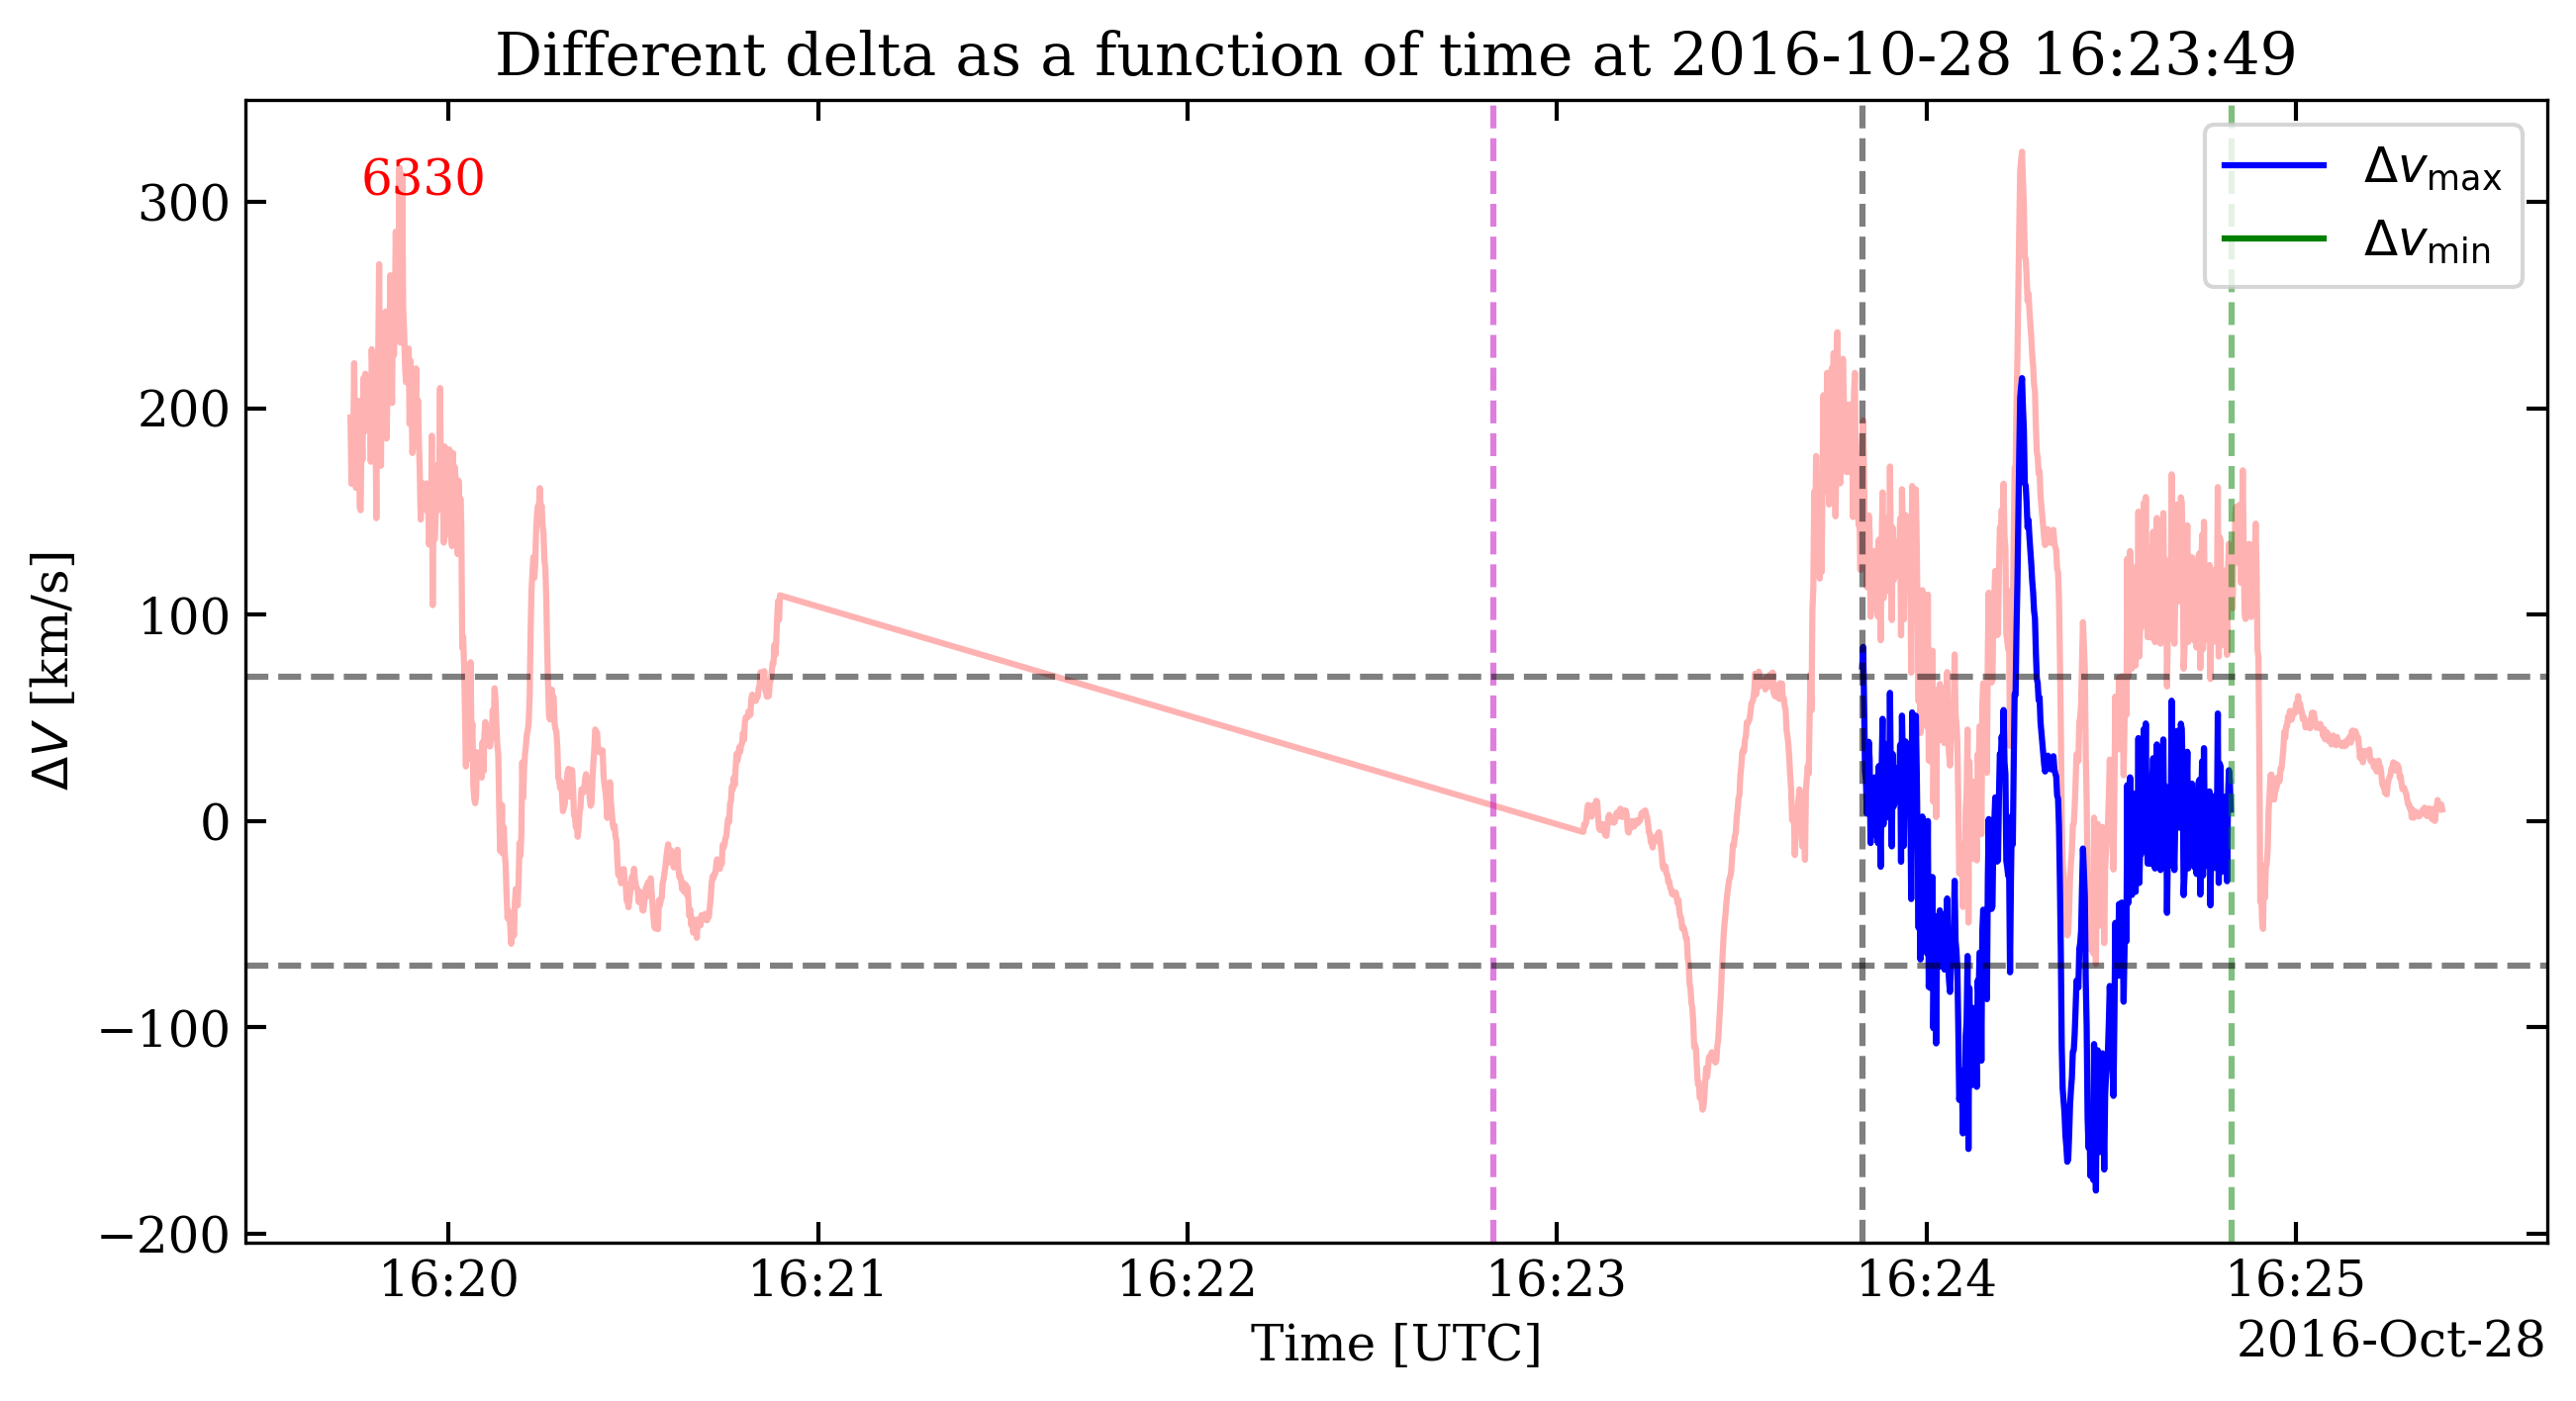 Different delta as a function of time at 2016-10-28 16:23:49
6330
Δv_max
Δv_min
ΔV [km/s]
300
200
100
0
−100
−200
16:20 16:21 16:22 16:23 16:24 16:25
Time [UTC]
2016-Oct-28